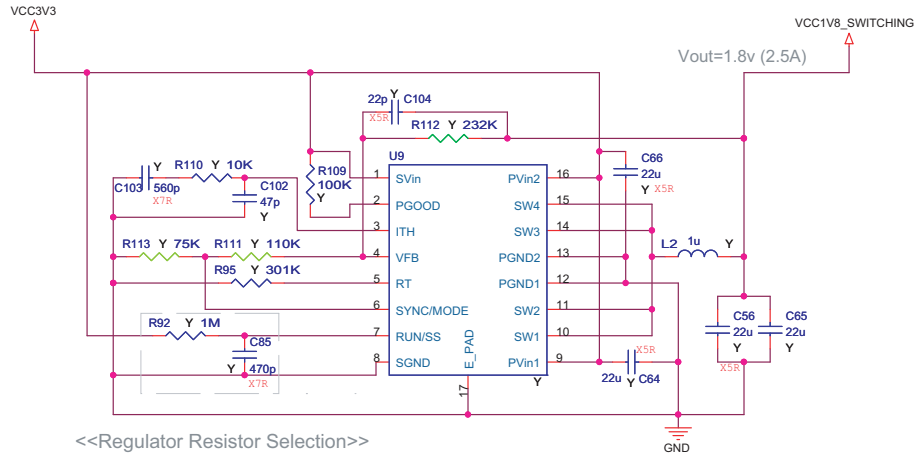 VCC3V3
VCC1V8_SWITCHING
Vout=1.8v (2.5A)
22p Y C104
X5R
R112 Y 232K
U9
R110 Y 10K
R109
Y
100K
C103
Y
560p
X7R
C102
47p
Y
C66
Y
22u
X5R
1 SVin
2 PGOOD
3 ITH
4 VFB
5 RT
6 SYNC/MODE
7 RUN/SS
8 SGND
E_PAD
17
PVin2 16
SW4 15
SW3 14
PGND2 13
PGND1 12
SW2 11
SW1 10
PVin1 9
Y
R113 Y 75K
R111 Y 110K
R95 Y 301K
L2 1u Y
R92 Y 1M
C85
Y 470p
X7R
C56
22u
Y
X5R
C65
22u
Y
X5R
22u Y C64
GND
<<Regulator Resistor Selection>>